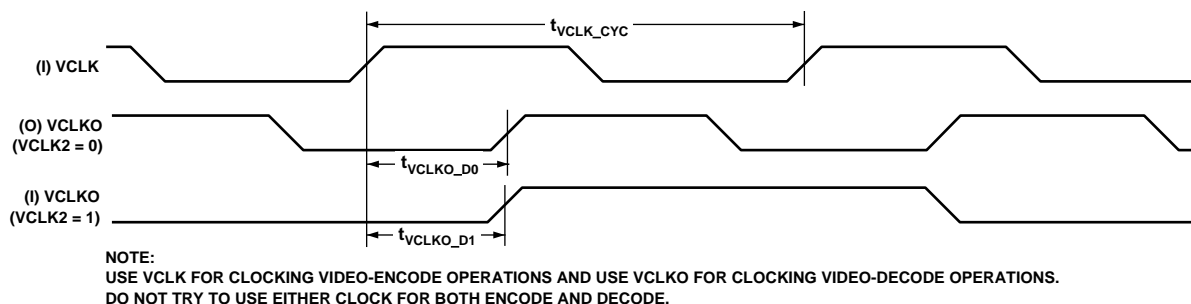 tVCLK_CYC
(I) VCLK
(O) VCLKO
(VCLK2 = 0)
tVCLKO_D0
(I) VCLKO
(VCLK2 = 1)
tVCLKO_D1
NOTE:
USE VCLK FOR CLOCKING VIDEO-ENCODE OPERATIONS AND USE VCLKO FOR CLOCKING VIDEO-DECODE OPERATIONS.
DO NOT TRY TO USE EITHER CLOCK FOR BOTH ENCODE AND DECODE.